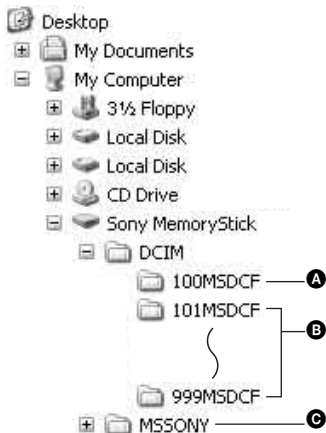 Desktop
My Documents
My Computer
3½ Floppy
Local Disk
Local Disk
CD Drive
Sony MemoryStick
DCIM
100MSDCF A
101MSDCF
B
999MSDCF
MSSONY C